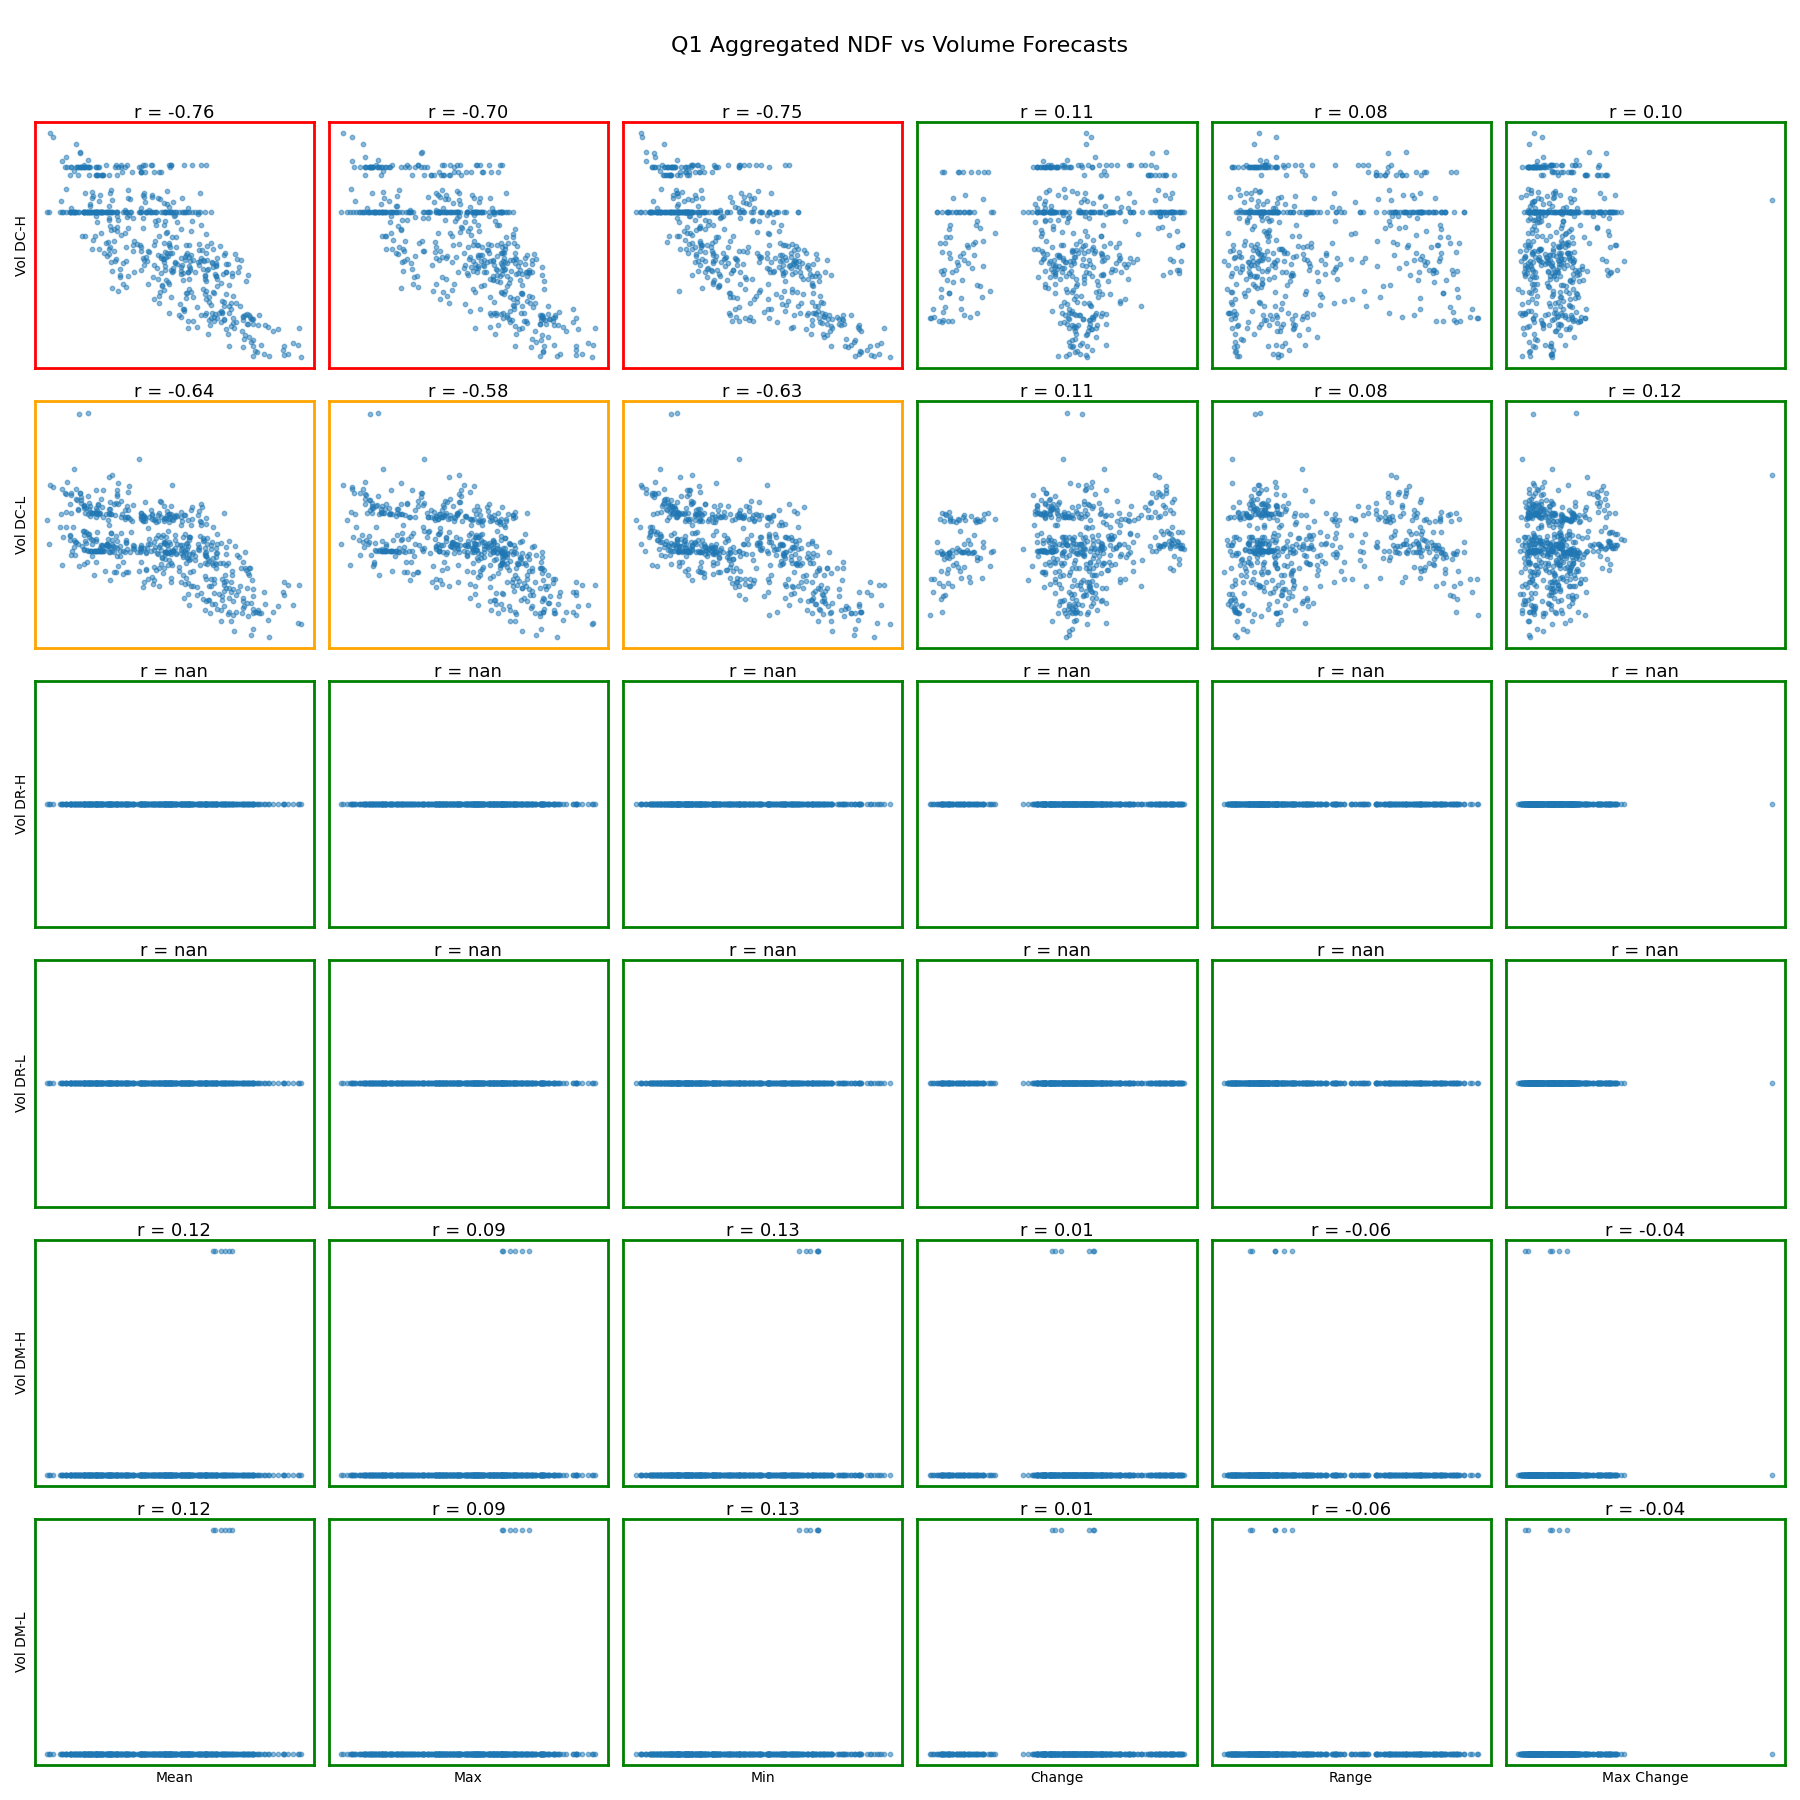 Q1 Aggregated NDF vs Volume Forecasts
r = -0.76
r = -0.70
r = -0.75
r = 0.11
r = 0.08
r = 0.10
Vol DC-H
r = -0.64
r = -0.58
r = -0.63
r = 0.11
r = 0.08
r = 0.12
Vol DC-L
r = nan
r = nan
r = nan
r = nan
r = nan
r = nan
Vol DR-H
r = nan
r = nan
r = nan
r = nan
r = nan
r = nan
Vol DR-L
r = 0.12
r = 0.09
r = 0.13
r = 0.01
r = -0.06
r = -0.04
Vol DM-H
r = 0.12
r = 0.09
r = 0.13
r = 0.01
r = -0.06
r = -0.04
Vol DM-L
Mean
Max
Min
Change
Range
Max Change